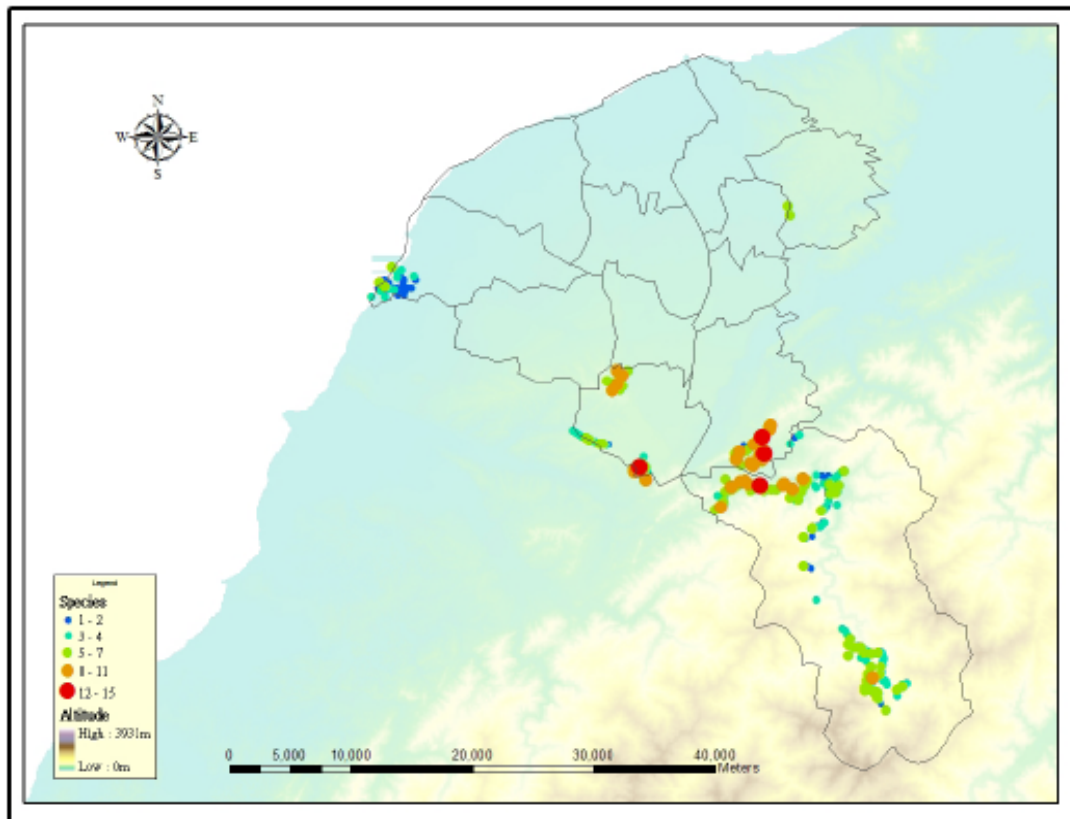 N
W E
S
Legend
Species
1 - 2
3 - 4
5 - 7
8 - 11
12 - 15
Altitude
High : 3931m
Low : 0m
0 5,000 10,000 20,000 30,000 40,000
Meters